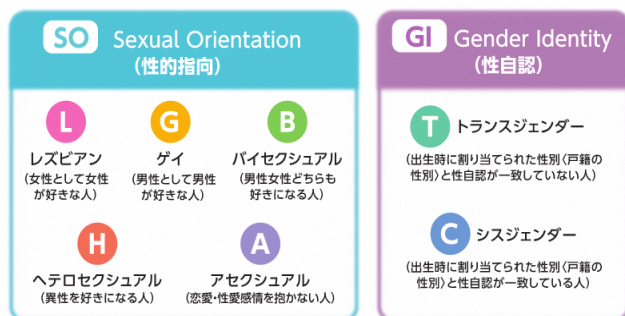 SO Sexual Orientation
(性的指向)
L
レズビアン
(女性として女性
が好きな人)
G
ゲイ
(男性として男性
が好きな人)
B
バイセクシュアル
(男性女性どちらも
好きになる人)
H
ヘテロセクシュアル
(異性を好きになる人)
A
アセクシュアル
(恋愛・性愛感情を抱かない人)
GI Gender Identity
(性自認)
T トランスジェンダー
(出生時に割り当てられた性別〈戸籍の
性別〉と性自認が一致していない人)
C シスジェンダー
(出生時に割り当てられた性別〈戸籍の
性別〉と性自認が一致している人)